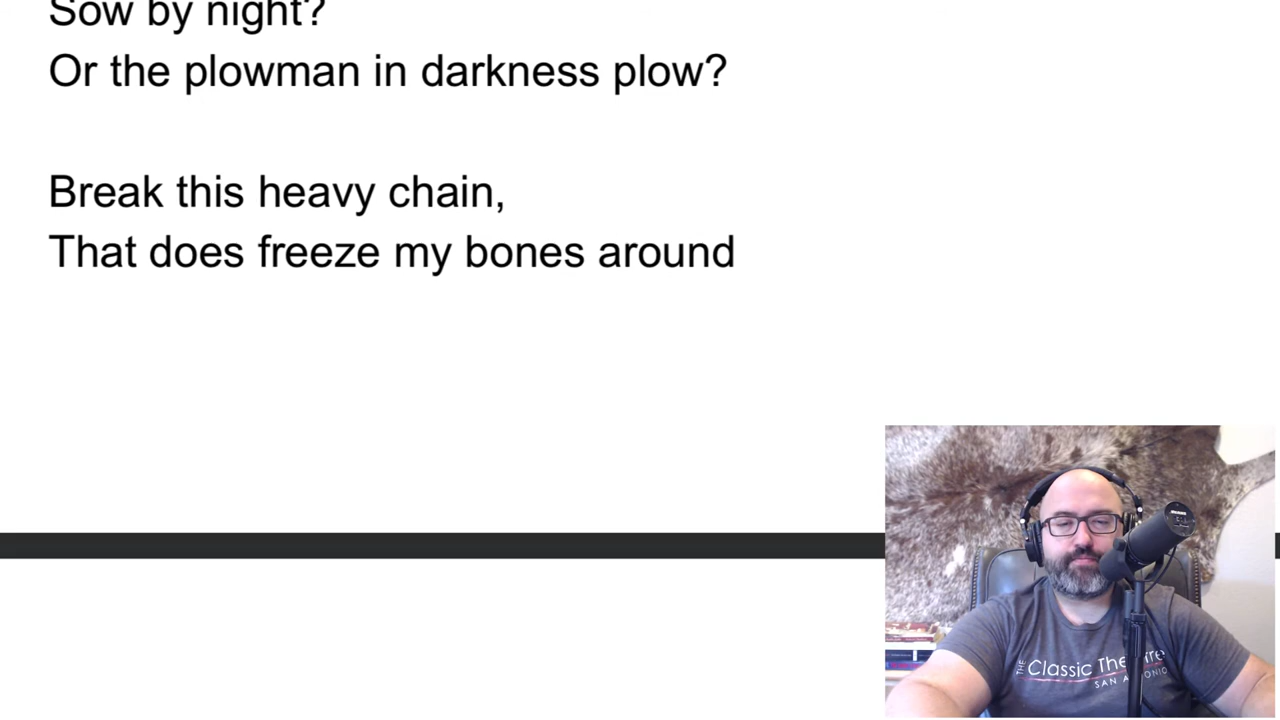 Sow by night?
Or the plowman in darkness plow?
Break this heavy chain,
That does freeze my bones around
THE Classic Theatre
SAN ANTONIO